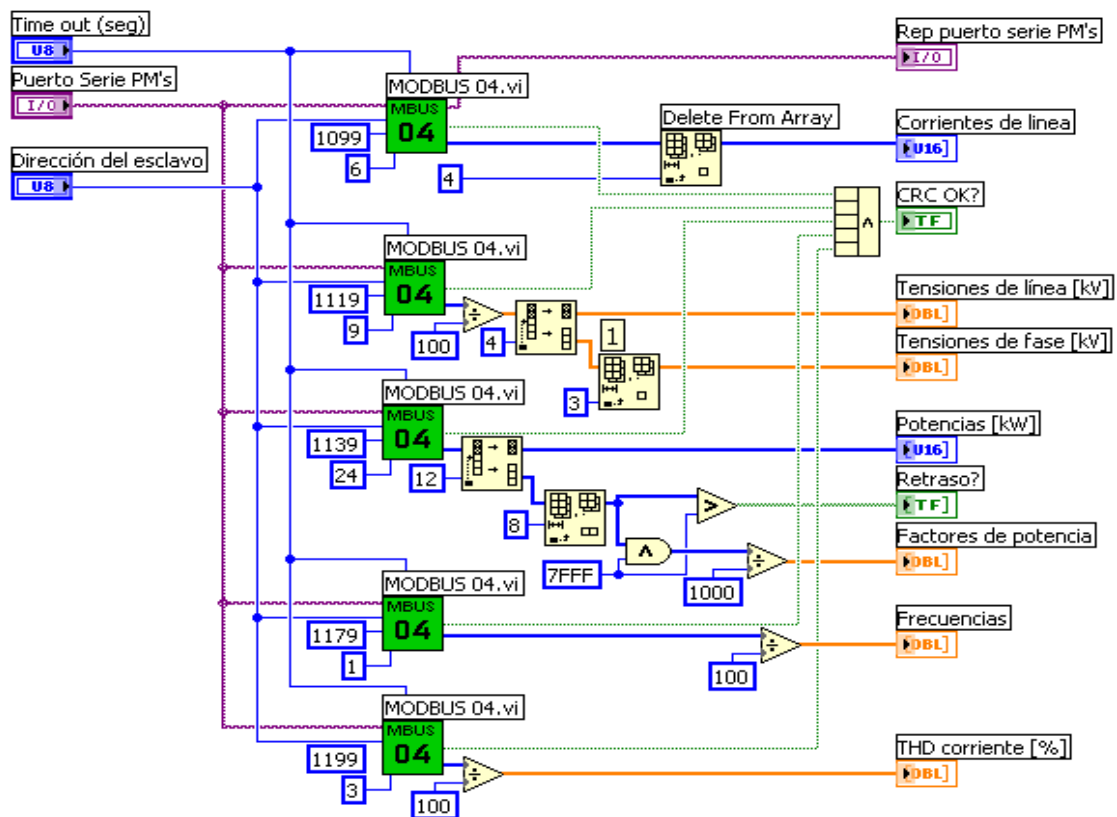 Time out (seg)
U8
Puerto Serie PM's
I/O
Dirección del esclavo
U8
MODBUS 04.vi
MBUS
04
1099
6
Delete From Array
4
Rep puerto serie PM's
I/O
Corrientes de linea
[U16]
CRC OK?
TF
MODBUS 04.vi
MBUS
04
1119
9
÷
100
4
1
3
Tensiones de línea [kV]
[DBL]
Tensiones de fase [kV]
[DBL]
MODBUS 04.vi
MBUS
04
1139
24
12
8
7FFF
>
÷
1000
Potencias [kW]
[U16]
Retraso?
[TF]
Factores de potencia
[DBL]
MODBUS 04.vi
MBUS
04
1179
1
÷
100
Frecuencias
[DBL]
MODBUS 04.vi
MBUS
04
1199
3
÷
100
THD corriente [%]
[DBL]